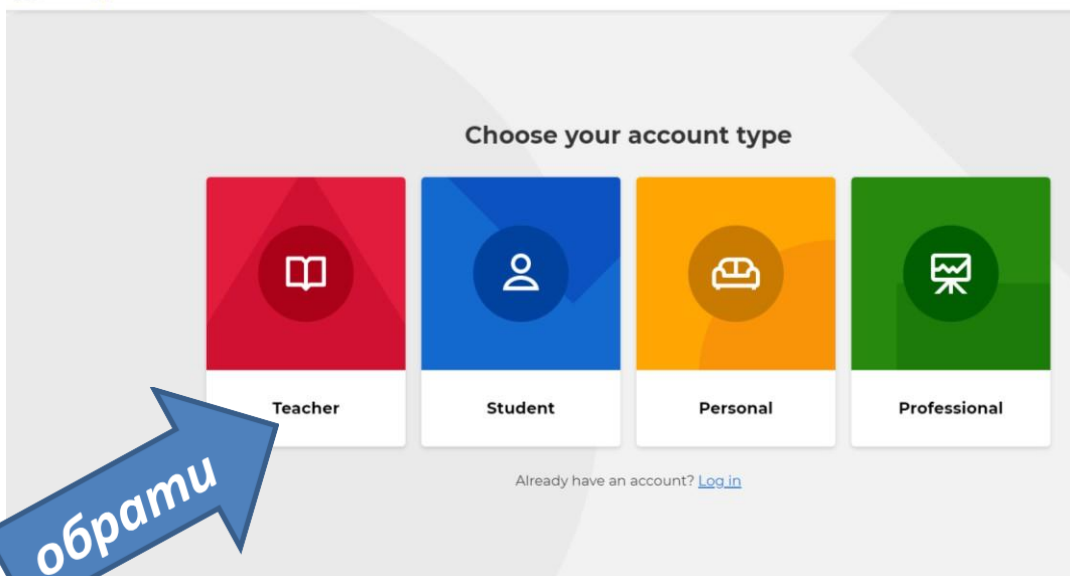 Choose your account type
Teacher
Student
Personal
Professional
Already have an account? Log in
обрати